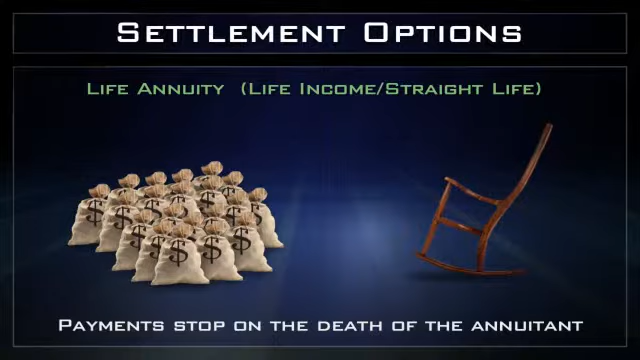 Settlement Options
Life Annuity (Life Income/Straight Life)
$ $ $ $ $ $ $ $ $ $ $
Payments stop on the death of the annuitant